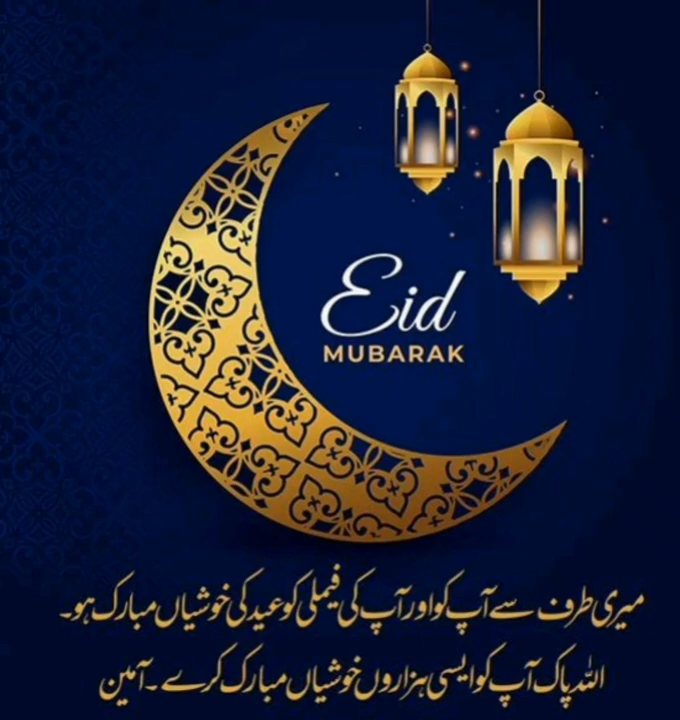 Eid
MUBARAK
میری طرف سے آپ کو اور آپ کی فیملی کو عید کی خوشیاں مبارک ہو۔
اللہ پاک آپ کو ایسی ہزاروں خوشیاں مبارک کرے ۔ آمین